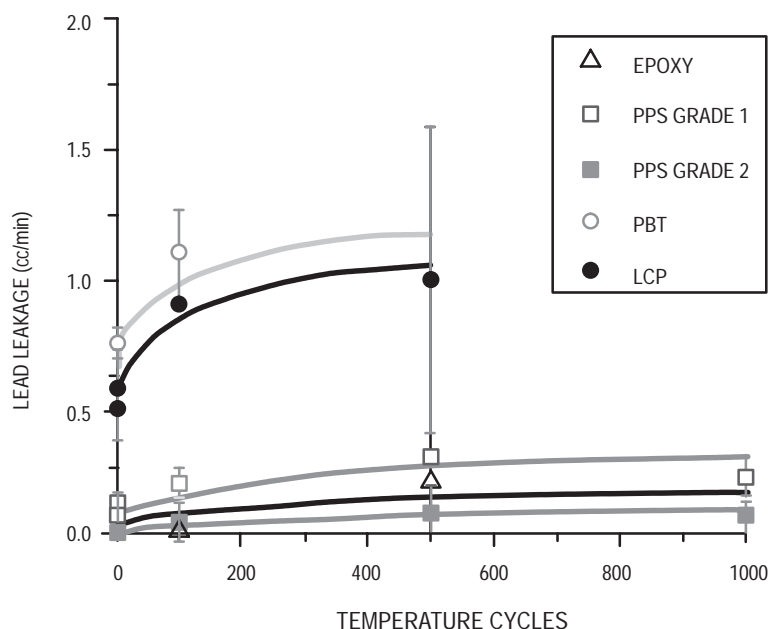 2.0
1.5
1.0
0.5
0.0
LEAD LEAKAGE (cc/min)
0
200
400
600
800
1000
TEMPERATURE CYCLES
EPOXY
PPS GRADE 1
PPS GRADE 2
PBT
LCP